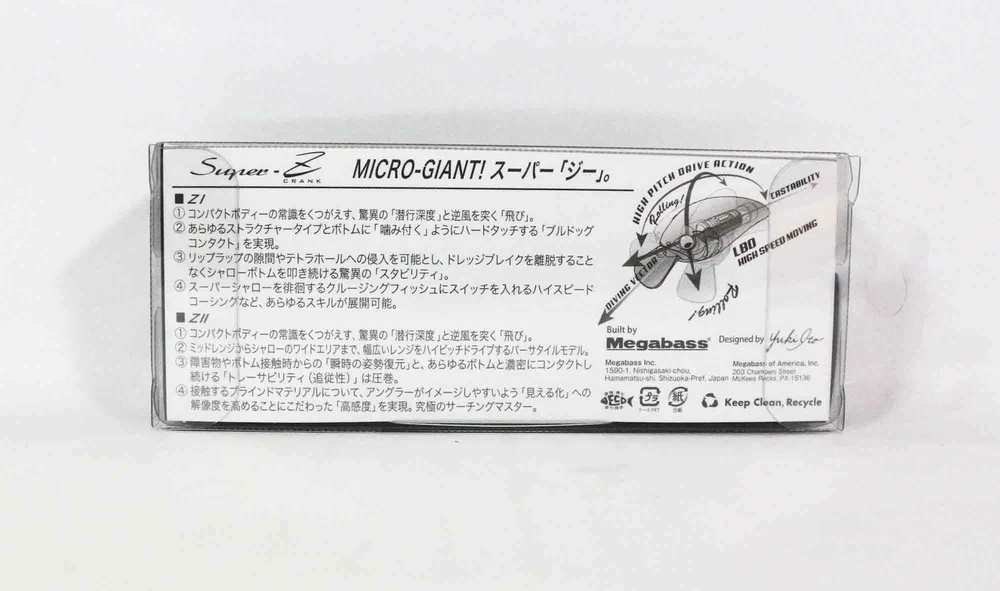 Super-Z
CRANK
MICRO-GIANT! スーパー「ジー」。
■ZI
①コンパクトボディーの常識をくつがえす、驚異の「潜行深度」と逆風を突く「飛び」。
②あらゆるストラクチャータイプとボトムに「噛み付く」ようにハードタッチする「ブルドッグ
コンタクト」を実現。
③リップラップの隙間やテトラホールへの侵入を可能とし、ドレッジブレイクを離脱すること
なくシャローボトムを叩き続ける驚異の「スタビリティ」。
④スーパーシャローを徘徊するクルージングフィッシュにスイッチを入れるハイスピード
コーシングなど、あらゆるスキルが展開可能。
■ZII
①コンパクトボディーの常識をくつがえす、驚異の「潜行深度」と逆風を突く「飛び」。
②ミッドレンジからシャローのワイドエリアまで、幅広いレンジをハイピッチドライブするバーサタイルモデル。
③障害物やボトム接触時からの「瞬時の姿勢復元」と、あらゆるボトムと濃密にコンタクトし
続ける「トレーサビリティ（追従性）」は圧巻。
④接触するブラインドマテリアルについて、アングラーがイメージしやすいよう「見える化」への
解像度を高めることにこだわった「高感度」を実現。究極のサーチングマスター。
HIGH PITCH DRIVE ACTION
Rolling!
CASTABILITY
LBO
HIGH SPEED MOVING
DIVING VECTOR
Rolling!
Built by
Megabass®
Designed by Yuki Ito
Megabass Inc.
1590-1, Nishigasaki-chou,
Hamamatsu-shi, Shizuoka-Pref, Japan
Megabass of America, Inc.
203 Chambers Street
McKees Rocks, PA 15136
プラ
ケース:PET
紙
台紙
Keep Clean, Recycle